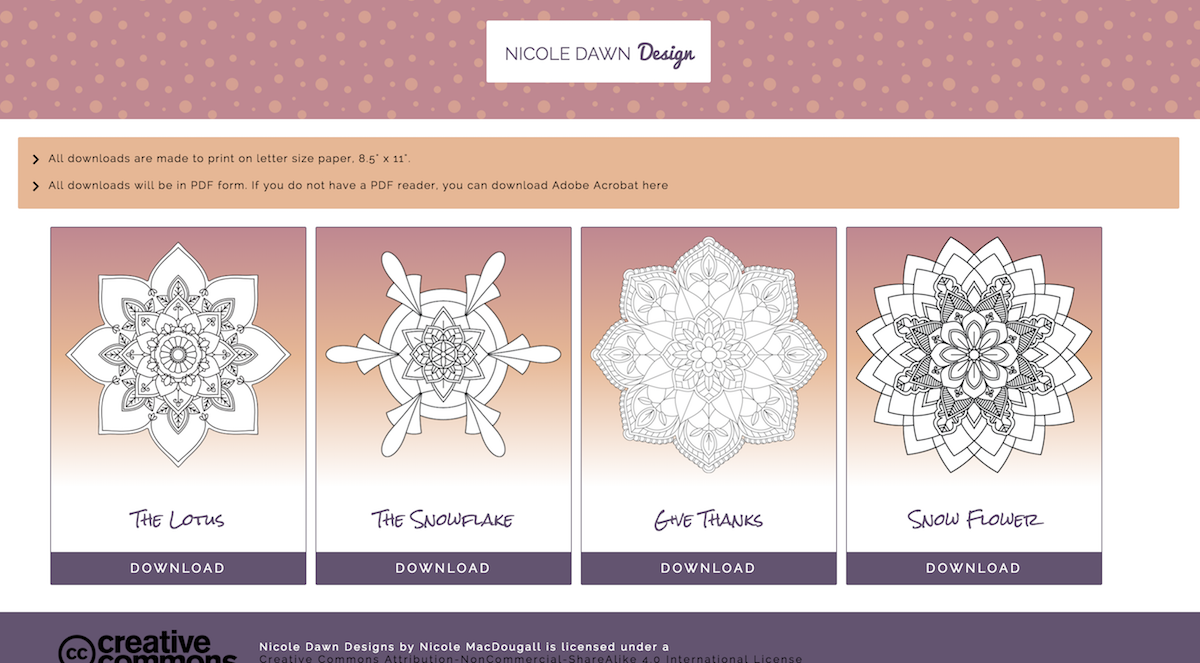 NICOLE DAWN Design
All downloads are made to print on letter size paper, 8.5" x 11".
All downloads will be in PDF form. If you do not have a PDF reader, you can download Adobe Acrobat here
The Lotus
The Snowflake
Give Thanks
Snow Flower
DOWNLOAD
DOWNLOAD
DOWNLOAD
DOWNLOAD
cc creative
commons
Nicole Dawn Designs by Nicole MacDougall is licensed under a
Creative Commons Attribution-NonCommercial-ShareAlike 4.0 International License